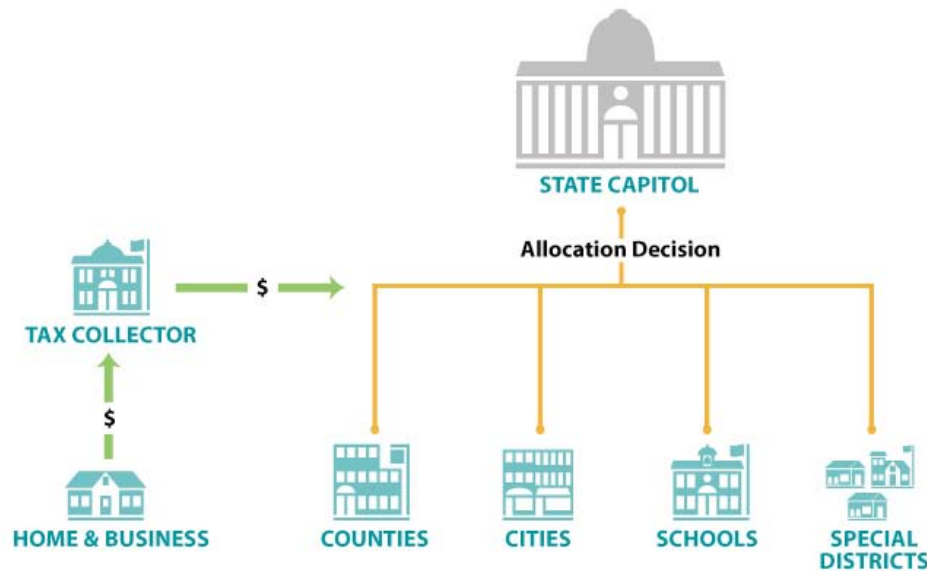 STATE CAPITOL
Allocation Decision
$
TAX COLLECTOR
$
HOME & BUSINESS
COUNTIES
CITIES
SCHOOLS
SPECIAL
DISTRICTS